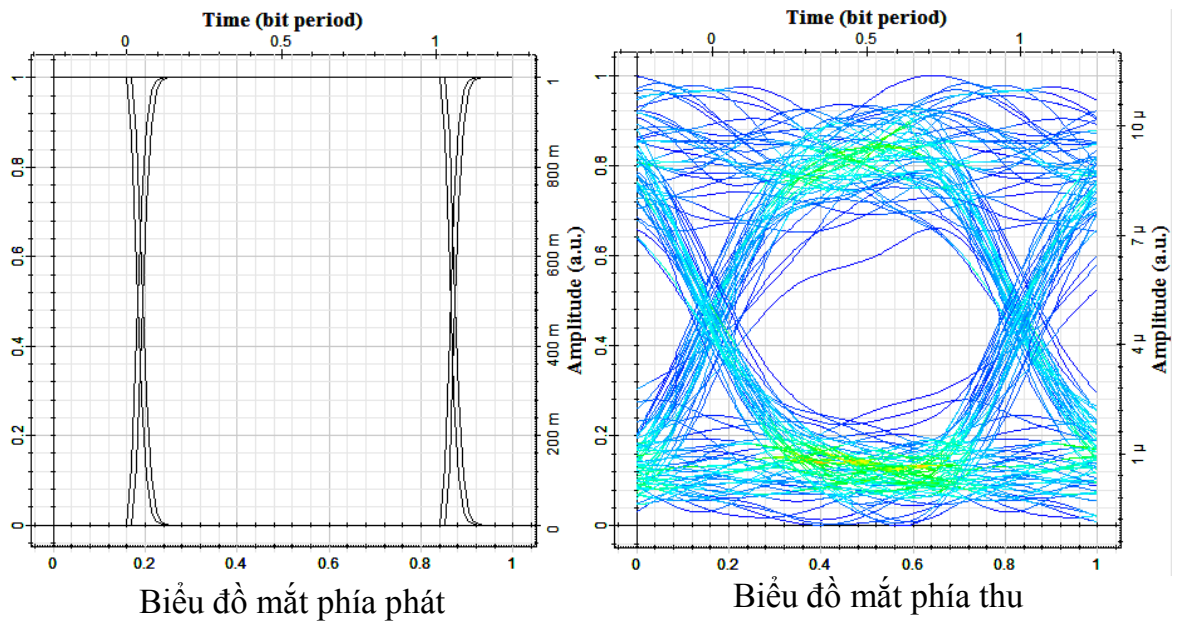 Time (bit period)
0 0.5 1
1
0.8
0.6
0.4
0.2
0
1
800 m
600 m
400 m
200 m
0
Amplitude (a.u.)
0 0.2 0.4 0.6 0.8 1
Biểu đồ mắt phía phát
Time (bit period)
0 0.5 1
1
0.8
0.6
0.4
0.2
0
10 µ
7 µ
4 µ
1 µ
Amplitude (a.u.)
0 0.2 0.4 0.6 0.8 1
Biểu đồ mắt phía thu